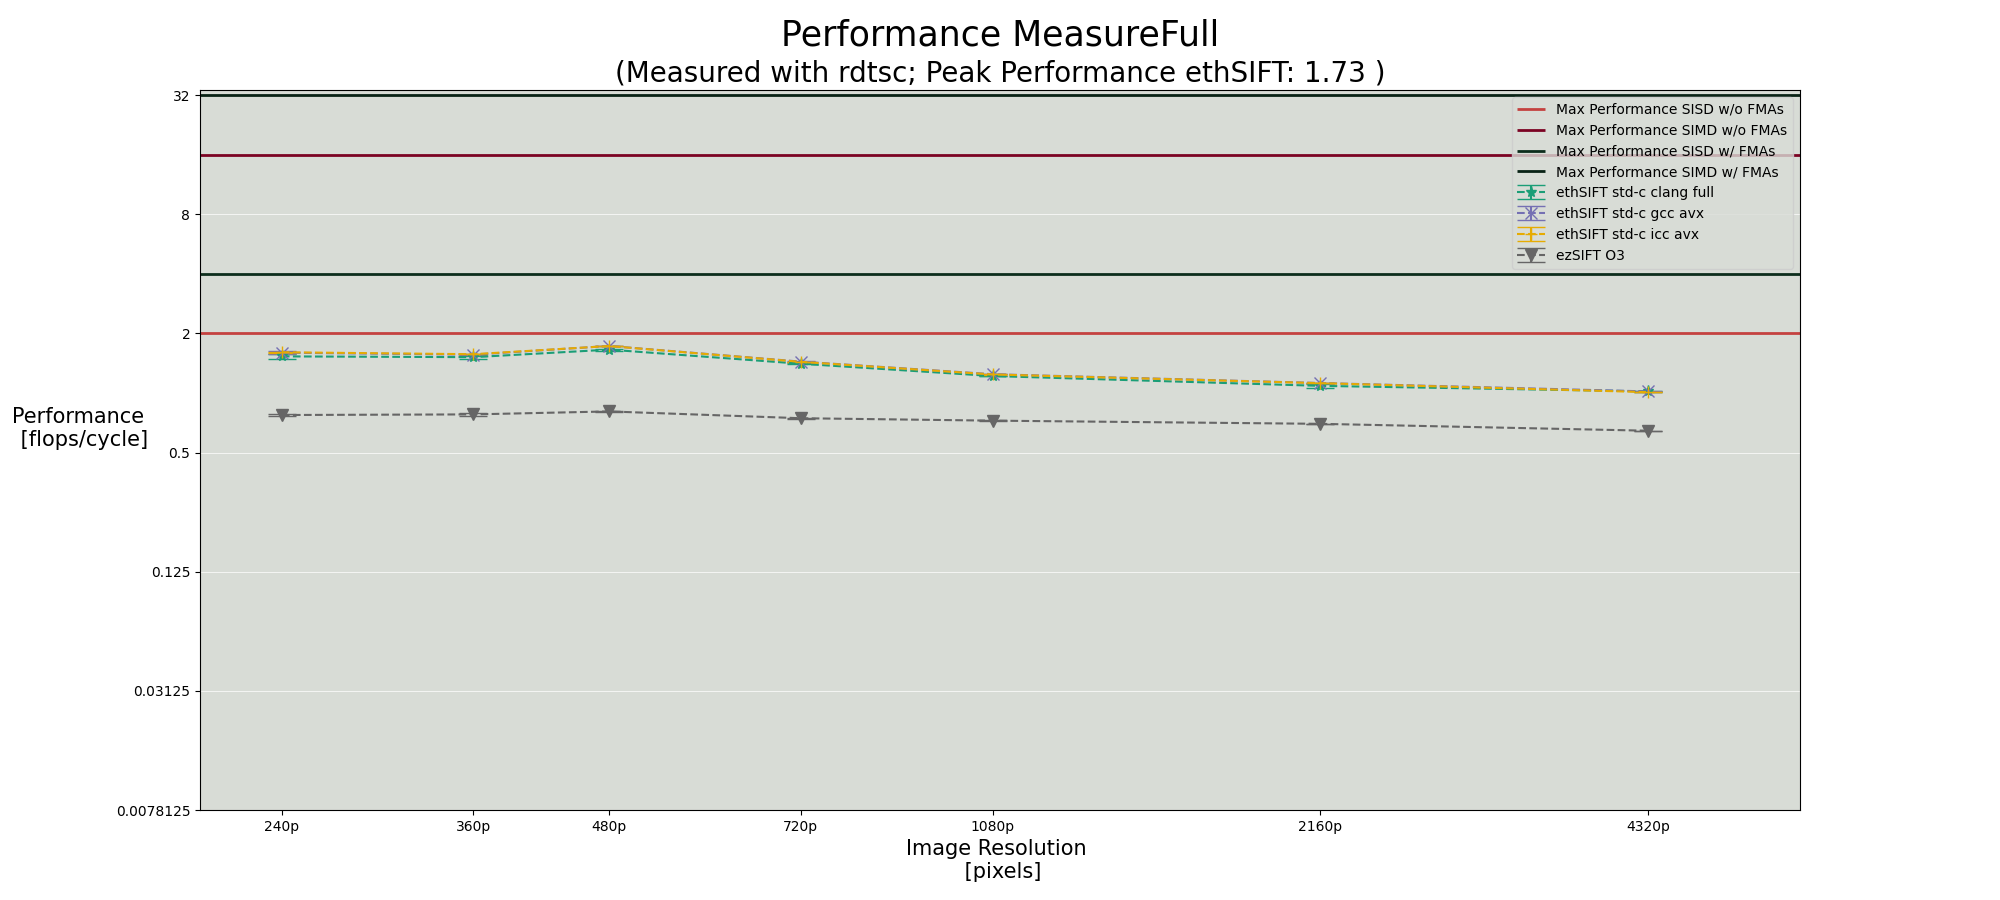 Performance MeasureFull
(Measured with rdtsc; Peak Performance ethSIFT: 1.73 )
32
8
2
0.5
0.125
0.03125
0.0078125
Performance
[flops/cycle]
Max Performance SISD w/o FMAs
Max Performance SIMD w/o FMAs
Max Performance SISD w/ FMAs
Max Performance SIMD w/ FMAs
ethSIFT std-c clang full
ethSIFT std-c gcc avx
ethSIFT std-c icc avx
ezSIFT O3
240p 360p 480p 720p 1080p 2160p 4320p
Image Resolution
[pixels]